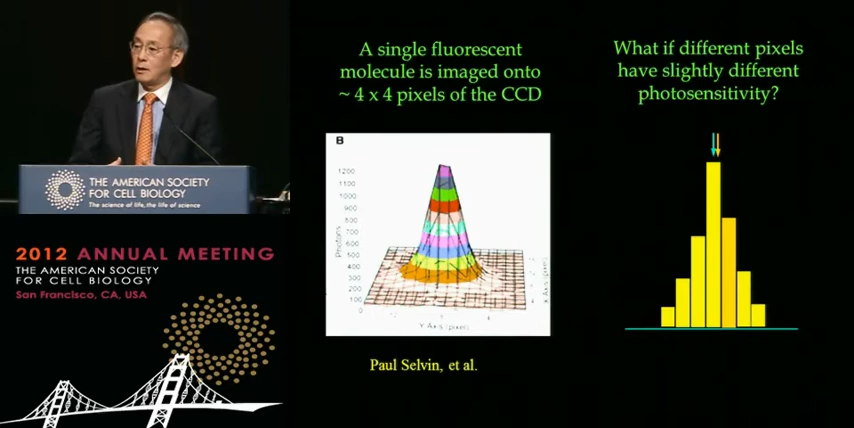 THE AMERICAN SOCIETY
FOR CELL BIOLOGY
The science of life, the life of science
2012 ANNUAL MEETING
THE AMERICAN SOCIETY
FOR CELL BIOLOGY
San Francisco, CA, USA
A single fluorescent
molecule is imaged onto
~ 4 x 4 pixels of the CCD
B
1200
1100
1000
900
800
700
600
500
400
300
200
100
0
Photons
Y Axis (pixel)
X Axis (pixel)
Paul Selvin, et al.
What if different pixels
have slightly different
photosensitivity?